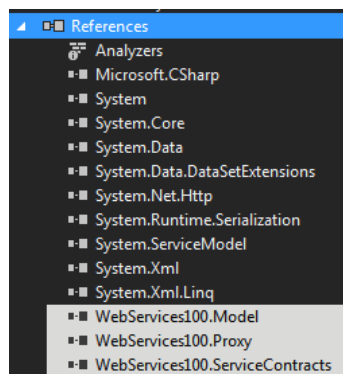 References
Analyzers
Microsoft.CSharp
System
System.Core
System.Data
System.Data.DataSetExtensions
System.Net.Http
System.Runtime.Serialization
System.ServiceModel
System.Xml
System.Xml.Linq
WebServices100.Model
WebServices100.Proxy
WebServices100.ServiceContracts